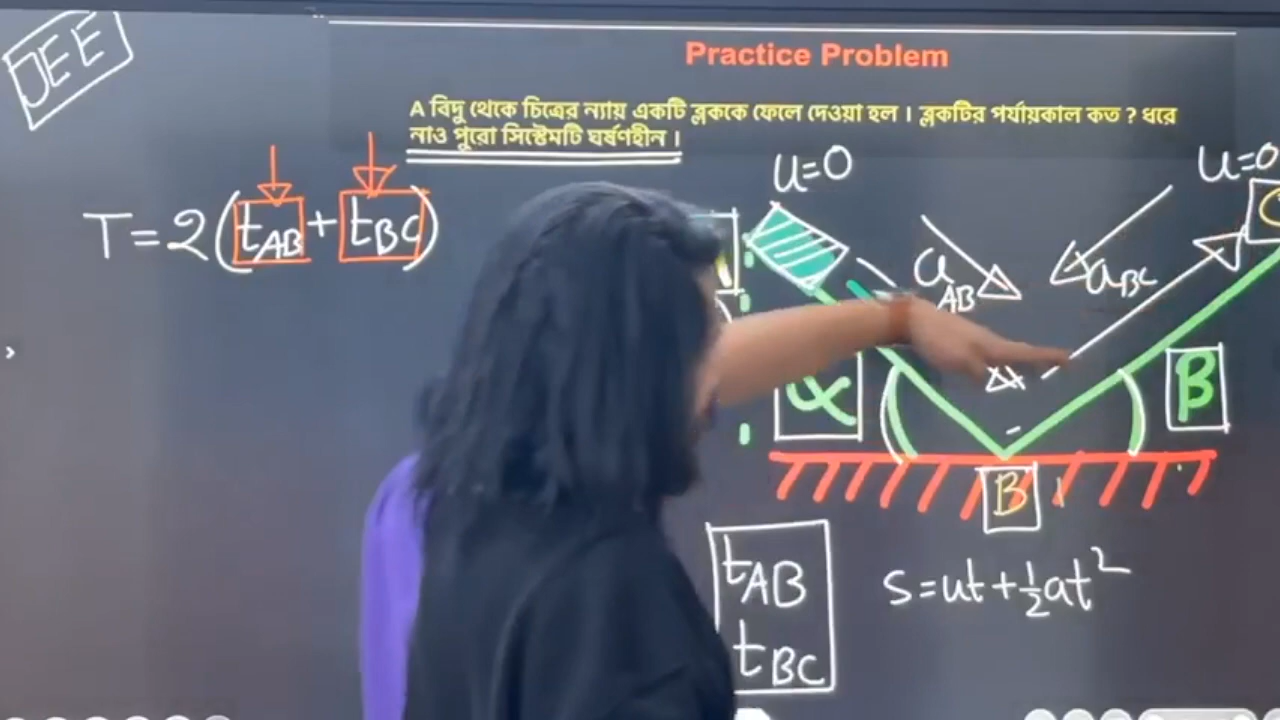 JEE
Practice Problem
A বিন্দু থেকে চিত্রের ন্যায় একটি ব্লককে ফেলে দেওয়া হল । ব্লকটির পর্যায়কাল কত ? ধরে
নাও পুরো সিস্টেমটি ঘর্ষণহীন ।
T=2(tAB+tBC)
u=0
u=0
aAB
aBC
C
α
β
B
tAB
tBC
s=ut+½at²